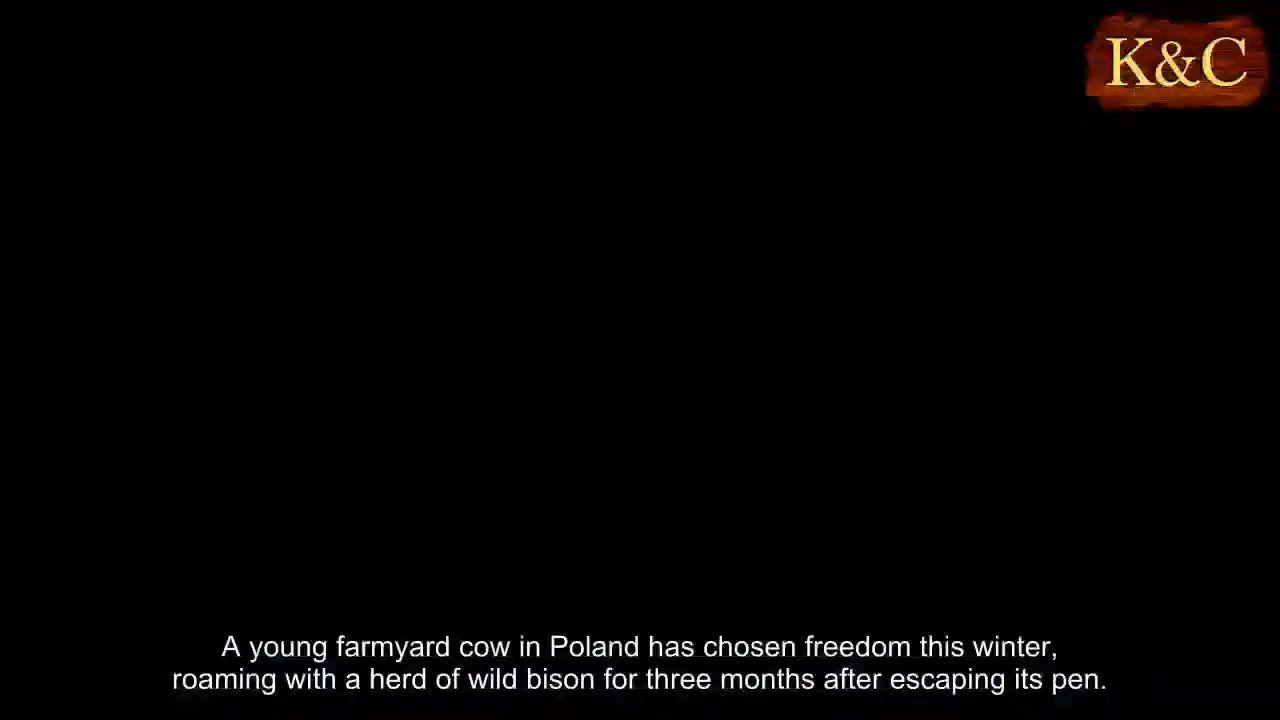 K&C
A young farmyard cow in Poland has chosen freedom this winter,
roaming with a herd of wild bison for three months after escaping its pen.